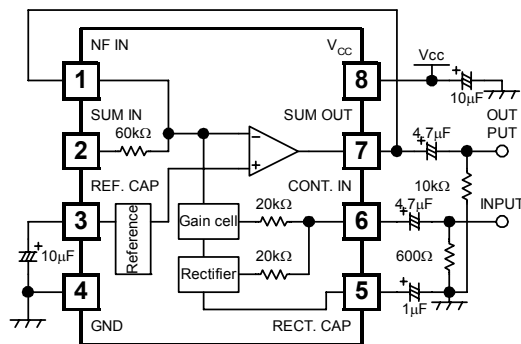 NF IN
V CC
Vcc
1
8
10μF
SUM IN
SUM OUT
OUT
PUT
60kΩ
4.7μF
2
−
+
7
REF. CAP
CONT. IN
10kΩ
4.7μF
INPUT
3
Reference
Gain cell
20kΩ
6
10μF
20kΩ
600Ω
Rectifier
4
5
1μF
GND
RECT. CAP